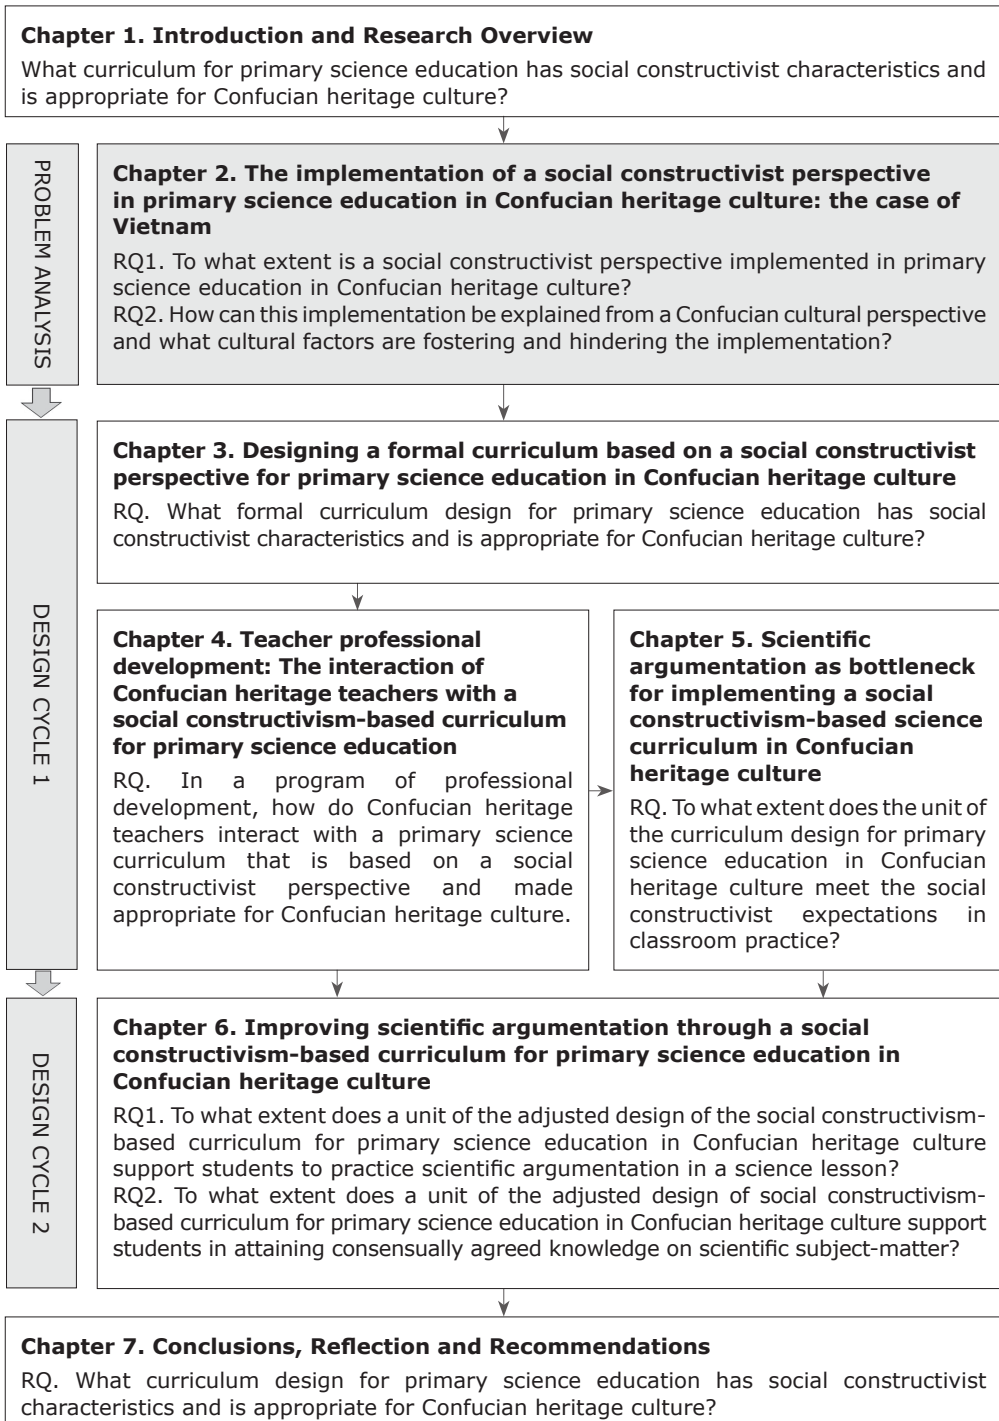 Chapter 1. Introduction and Research Overview
What curriculum for primary science education has social constructivist characteristics and
is appropriate for Confucian heritage culture?
PROBLEM ANALYSIS
Chapter 2. The implementation of a social constructivist perspective
in primary science education in Confucian heritage culture: the case of
Vietnam
RQ1. To what extent is a social constructivist perspective implemented in primary
science education in Confucian heritage culture?
RQ2. How can this implementation be explained from a Confucian cultural perspective
and what cultural factors are fostering and hindering the implementation?
DESIGN CYCLE 1
Chapter 3. Designing a formal curriculum based on a social constructivist
perspective for primary science education in Confucian heritage culture
RQ. What formal curriculum design for primary science education has social
constructivist characteristics and is appropriate for Confucian heritage culture?
Chapter 4. Teacher professional
development: The interaction of
Confucian heritage teachers with a
social constructivism-based curriculum
for primary science education
RQ. In a program of professional
development, how do Confucian heritage
teachers interact with a primary science
curriculum that is based on a social
constructivist perspective and made
appropriate for Confucian heritage culture.
Chapter 5. Scientific
argumentation as bottleneck
for implementing a social
constructivism-based science
curriculum in Confucian
heritage culture
RQ. To what extent does the unit of
the curriculum design for primary
science education in Confucian
heritage culture meet the social
constructivist expectations in
classroom practice?
DESIGN CYCLE 2
Chapter 6. Improving scientific argumentation through a social
constructivism-based curriculum for primary science education in
Confucian heritage culture
RQ1. To what extent does a unit of the adjusted design of the social constructivism-
based curriculum for primary science education in Confucian heritage culture
support students to practice scientific argumentation in a science lesson?
RQ2. To what extent does a unit of the adjusted design of social constructivism-
based curriculum for primary science education in Confucian heritage culture support
students in attaining consensually agreed knowledge on scientific subject-matter?
Chapter 7. Conclusions, Reflection and Recommendations
RQ. What curriculum design for primary science education has social constructivist
characteristics and is appropriate for Confucian heritage culture?